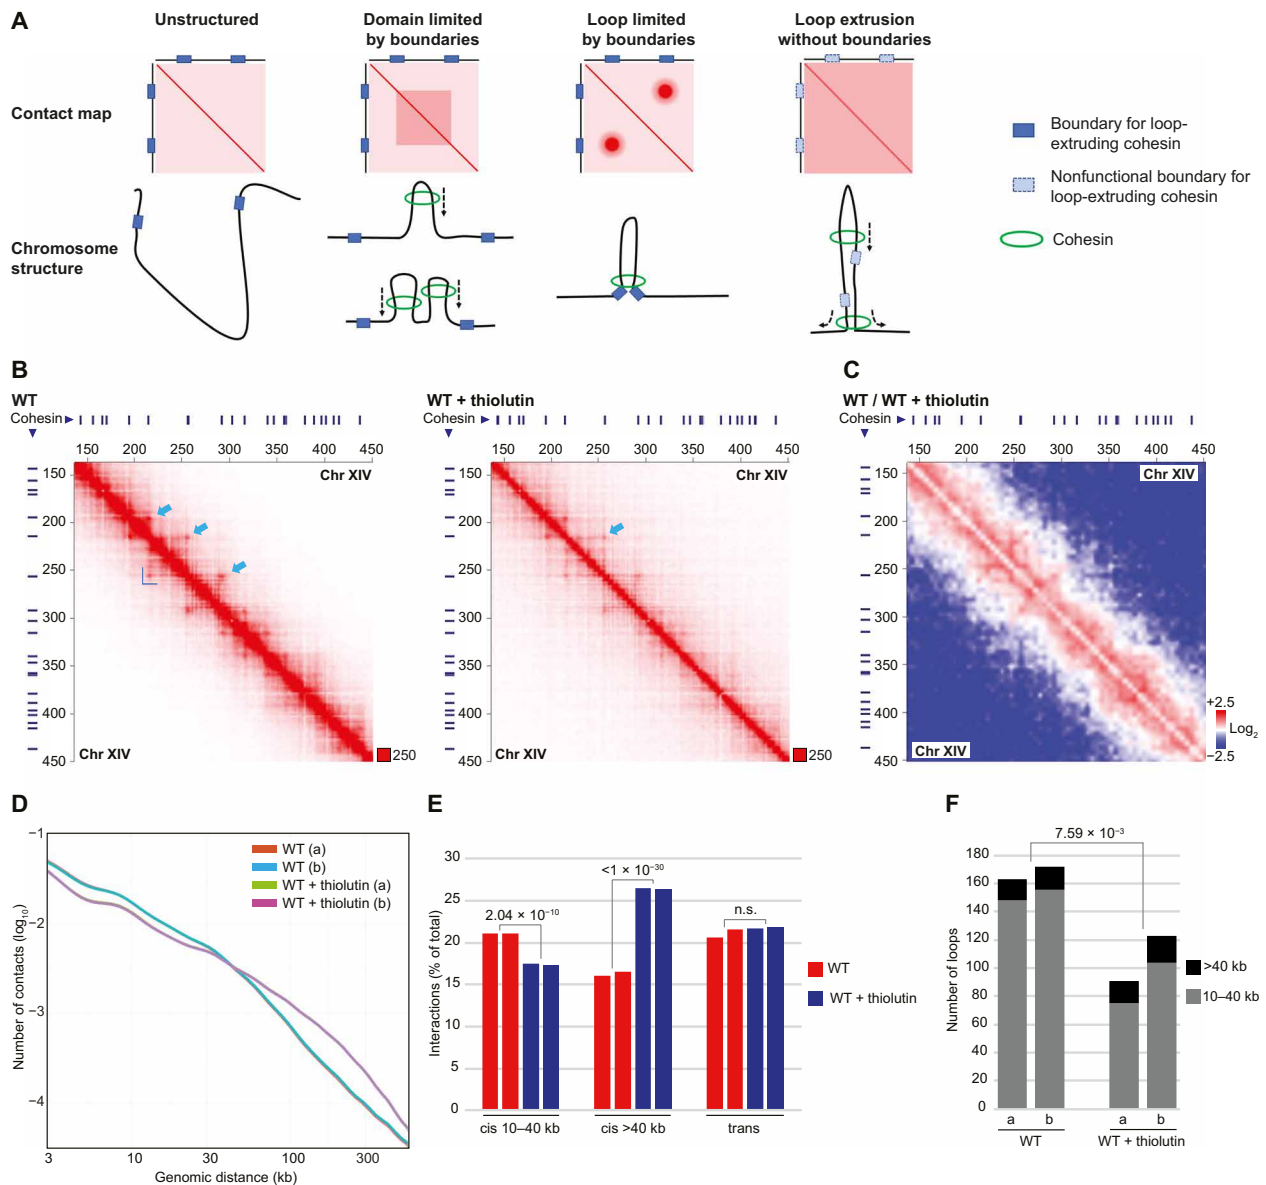 A
Unstructured
Domain limited
by boundaries
Loop limited
by boundaries
Loop extrusion
without boundaries
Contact map
Chromosome
structure
Boundary for loop-
extruding cohesin
Nonfunctional boundary for
loop-extruding cohesin
Cohesin
B
WT
Cohesin
150 200 250 300 350 400 450
Chr XIV
150
200
250
300
350
400
450
Chr XIV
250
WT + thiolutin
Cohesin
150 200 250 300 350 400 450
Chr XIV
150
200
250
300
350
400
450
Chr XIV
250
C
WT / WT + thiolutin
Cohesin
150 200 250 300 350 400 450
Chr XIV
150
200
250
300
350
400
450
Chr XIV
+2.5
Log2
−2.5
D
Number of contacts (log10)
−1
−2
−3
−4
WT (a)
WT (b)
WT + thiolutin (a)
WT + thiolutin (b)
3 10 30 100 300
Genomic distance (kb)
E
Interactions (% of total)
30
25
20
15
10
5
0
2.04 × 10−10
<1 × 10−30
n.s.
cis 10–40 kb
cis >40 kb
trans
WT
WT + thiolutin
F
Number of loops
180
160
140
120
100
80
60
40
20
0
7.59 × 10−3
a b a b
WT WT + thiolutin
>40 kb
10–40 kb